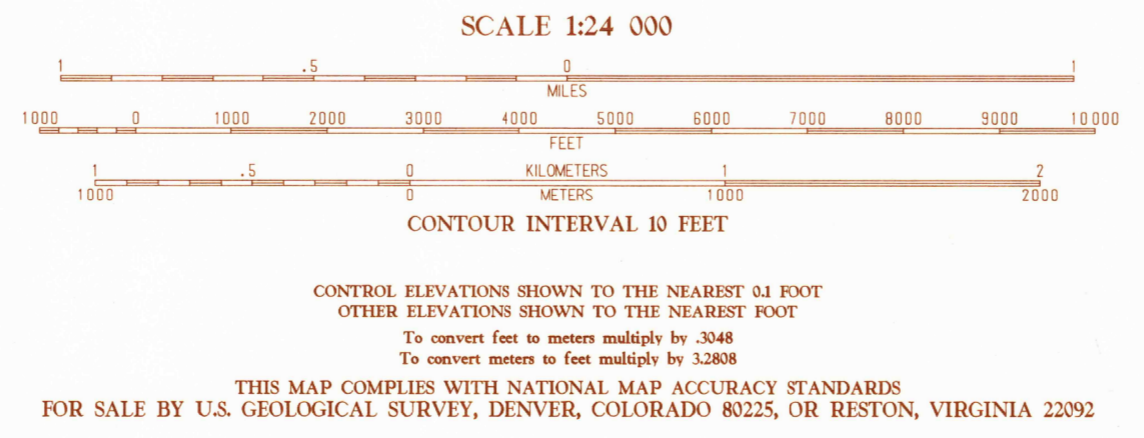 SCALE 1:24 000
1 .5 0 1
MILES
1000 0 1000 2000 3000 4000 5000 6000 7000 8000 9000 10000
FEET
1 .5 0 KILOMETERS 1 2
1000 0 METERS 1000 2000
CONTOUR INTERVAL 10 FEET
CONTROL ELEVATIONS SHOWN TO THE NEAREST 0.1 FOOT
OTHER ELEVATIONS SHOWN TO THE NEAREST FOOT
To convert feet to meters multiply by .3048
To convert meters to feet multiply by 3.2808
THIS MAP COMPLIES WITH NATIONAL MAP ACCURACY STANDARDS
FOR SALE BY U.S. GEOLOGICAL SURVEY, DENVER, COLORADO 80225, OR RESTON, VIRGINIA 22092